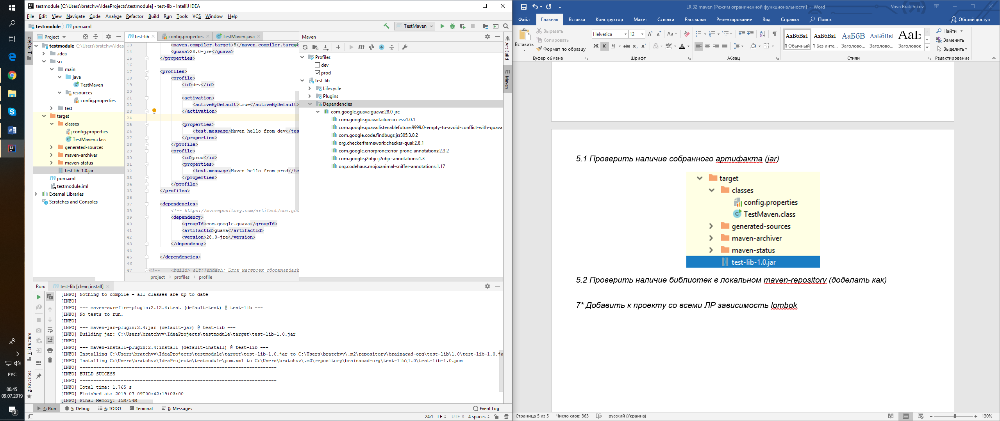 testmodule [C:\Users\bratchvv\IdeaProjects\testmodule] - test-lib - IntelliJ IDEA
File Edit View Navigate Code Analyze Refactor Build Run Tools VCS Window Help
testmodule pom.xml
TestMaven
1: Project
Project
testmodule C:\Users\bratchvv\Idea
.idea
src
main
java
TestMaven
resources
config.properties
test
target
classes
config.properties
TestMaven.class
generated-sources
maven-archiver
maven-status
test-lib-1.0.jar
pom.xml
testmodule.iml
External Libraries
Scratches and Consoles
test-lib config.properties TestMaven.java
13 <maven.compiler.target>8</maven.compiler.target
14 <guava>28.0-jre</guava>
15 </properties>
16
17 <profiles>
18 <profile>
19 <id>dev</id>
20
21 <activation>
22 <activeByDefault>true</activeByDefault>
23 </activation>
24
25 <properties>
26 <test.message>Maven hello from dev</tes
27 </properties>
28 </profile>
29 <profile>
30 <id>prod</id>
31 <properties>
32 <test.message>Maven hello from prod</te
33 </properties>
34 </profile>
35 </profiles>
36
37 <dependencies>
38 <!-- https://mvnrepository.com/artifact/com.goo
39 <dependency>
40 <groupId>com.google.guava</groupId>
41 <artifactId>guava</artifactId>
42 <version>28.0-jre</version>
43 </dependency>
44
45 </dependencies>
46
47 <!-- <build> &lt;!&ndash; Блок настроек сборки&ndash
project profiles profile
Maven
Profiles
dev
prod
test-lib
Lifecycle
Plugins
Dependencies
com.google.guava:guava:28.0-jre
com.google.guava:failureaccess:1.0.1
com.google.guava:listenablefuture:9999.0-empty-to-avoid-conflict-with-guava
com.google.code.findbugs:jsr305:3.0.2
org.checkerframework:checker-qual:2.8.1
com.google.errorprone:error_prone_annotations:2.3.2
com.google.j2objc:j2objc-annotations:1.3
org.codehaus.mojo:animal-sniffer-annotations:1.17
Ant Build
Maven
Run: test-lib [clean,install]
[INFO] Nothing to compile - all classes are up to date
[INFO]
[INFO] --- maven-surefire-plugin:2.12.4:test (default-test) @ test-lib ---
[INFO] No tests to run.
[INFO]
[INFO] --- maven-jar-plugin:2.4:jar (default-jar) @ test-lib ---
[INFO] Building jar: C:\Users\bratchvv\IdeaProjects\testmodule\target\test-lib-1.0.jar
[INFO]
[INFO] --- maven-install-plugin:2.4:install (default-install) @ test-lib ---
[INFO] Installing C:\Users\bratchvv\IdeaProjects\testmodule\target\test-lib-1.0.jar to C:\Users\bratchvv\.m2\repository\brainacad-org\test-lib\1.0\test-lib-1.0.ja
[INFO] Installing C:\Users\bratchvv\IdeaProjects\testmodule\pom.xml to C:\Users\bratchvv\.m2\repository\brainacad-org\test-lib\1.0\test-lib-1.0.pom
[INFO] ------------------------------------------------------------------------
[INFO] BUILD SUCCESS
[INFO] ------------------------------------------------------------------------
[INFO] Total time: 1.765 s
[INFO] Finished at: 2019-07-09T00:42:19+03:00
[INFO] Final Memory: 15M/54M
7: Structure
2: Favorites
4: Run 5: Debug 6: TODO Terminal 0: Messages Event Log
24:1 LF UTF-8 4 spaces
РУС
00:45
09.07.2019
2
LR 32 maven [Режим ограниченной функциональности] - Word
Vova Bratchikov
Файл Главная Вставка Конструктор Макет Ссылки Рассылки Рецензирование Вид Справка Поиск Общий доступ
Вставить
Вырезать
Копировать
Формат по образцу
Буфер обмена
Helvetica 12
Ж К Ч abc x₂ x²
Шрифт
Абзац
АаБбВвГ АаБбВвГ АаБбВ АаБбВвІ АаЬ
¶ Обычный ¶ Без инте... Заголово... Заголово... Заголовок
Стили
Найти
Заменить
Выделить
Редактирование
5.1 Проверить наличие собранного артифакта (jar)
target
classes
config.properties
TestMaven.class
generated-sources
maven-archiver
maven-status
test-lib-1.0.jar
5.2 Проверить наличие библиотек в локальном maven-repository (доделать как)
7* Добавить к проекту со всеми ЛР зависимость lombok
Страница 5 из 5 Число слов: 363 русский (Украина) 130%